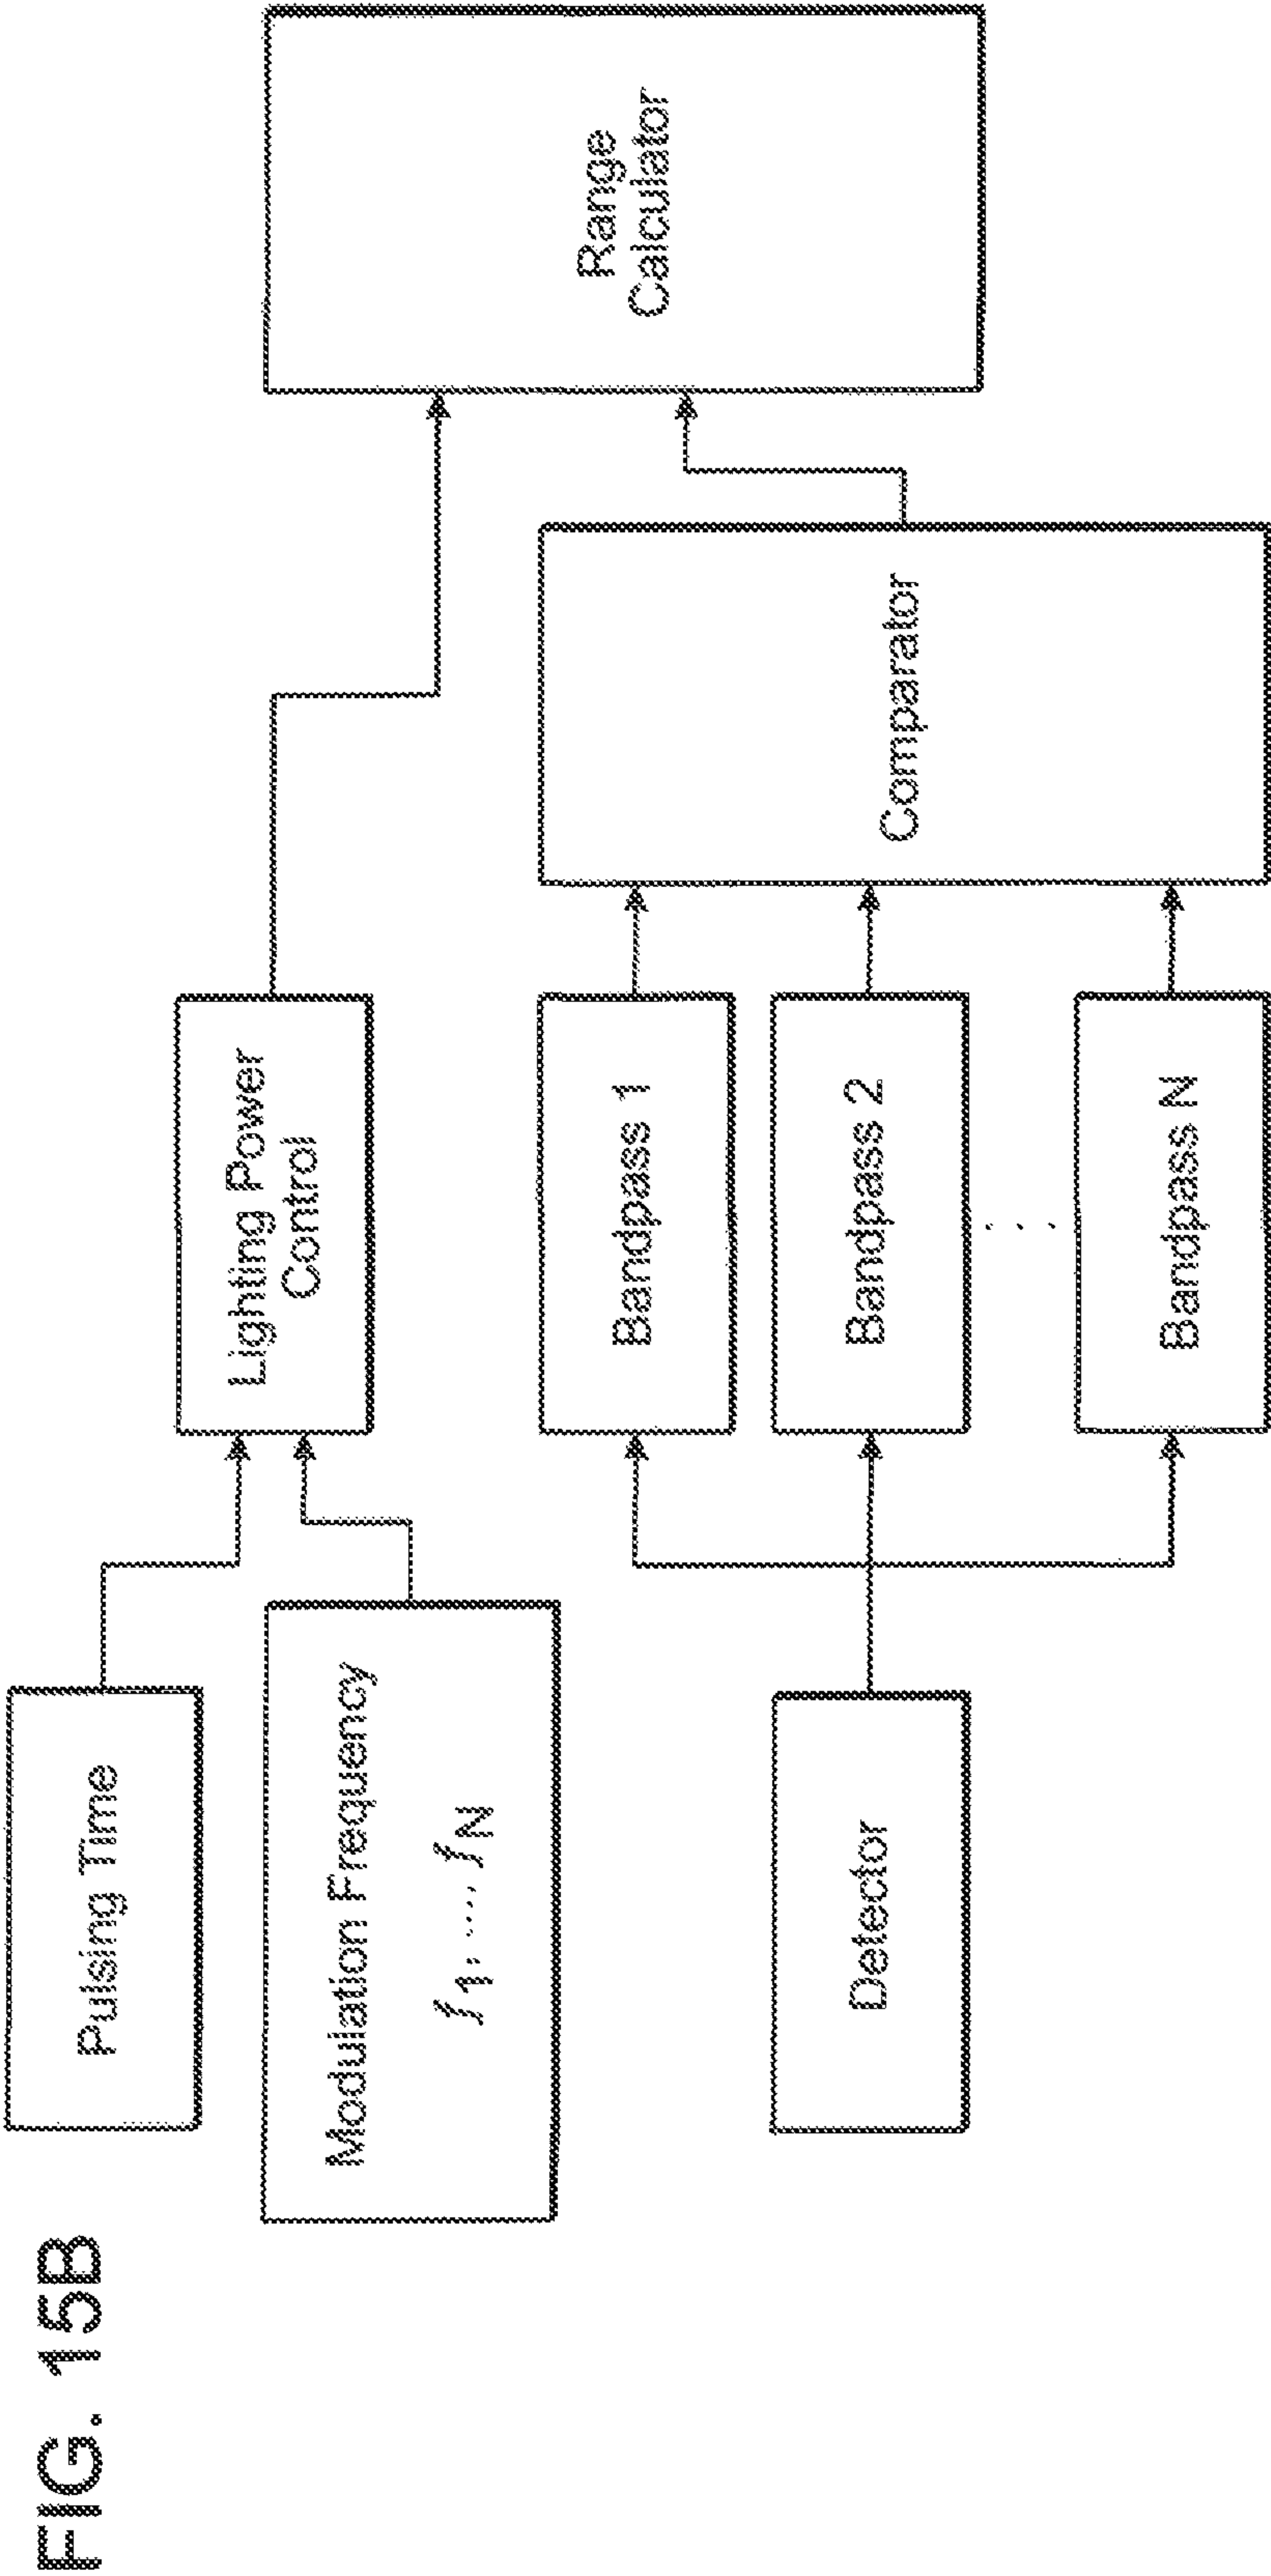 FIG. 15B
Pulsing Time
Modulation Frequency
f1, ..., fN
Detector
Lighting Power
Control
Bandpass 1
Bandpass 2
. . .
Bandpass N
Comparator
Range
Calculator